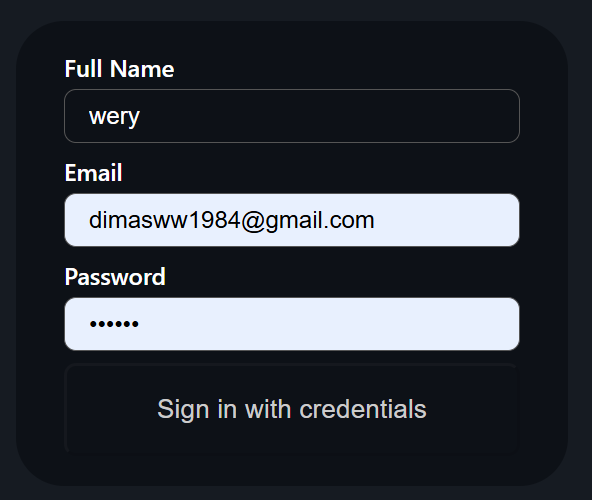 Full Name
wery
Email
dimasww1984@gmail.com
Password
••••••
Sign in with credentials